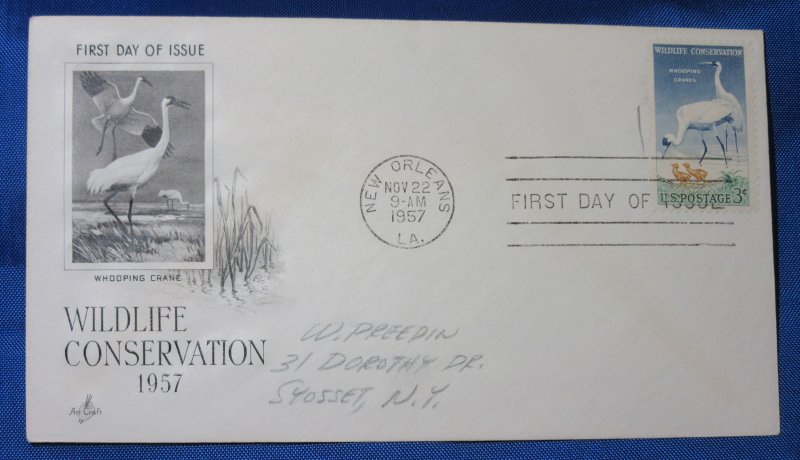 FIRST DAY OF ISSUE
WHOOPING CRANE
WILDLIFE
CONSERVATION
1957
Art Craft
NEW ORLEANS
NOV 22
9-AM
1957
LA.
FIRST DAY OF ISSUE
WILDLIFE CONSERVATION
WHOOPING
CRANES
U.S. POSTAGE 3¢
W. PREEDIN
31 DOROTHY DR.
SYOSSET, N.Y.